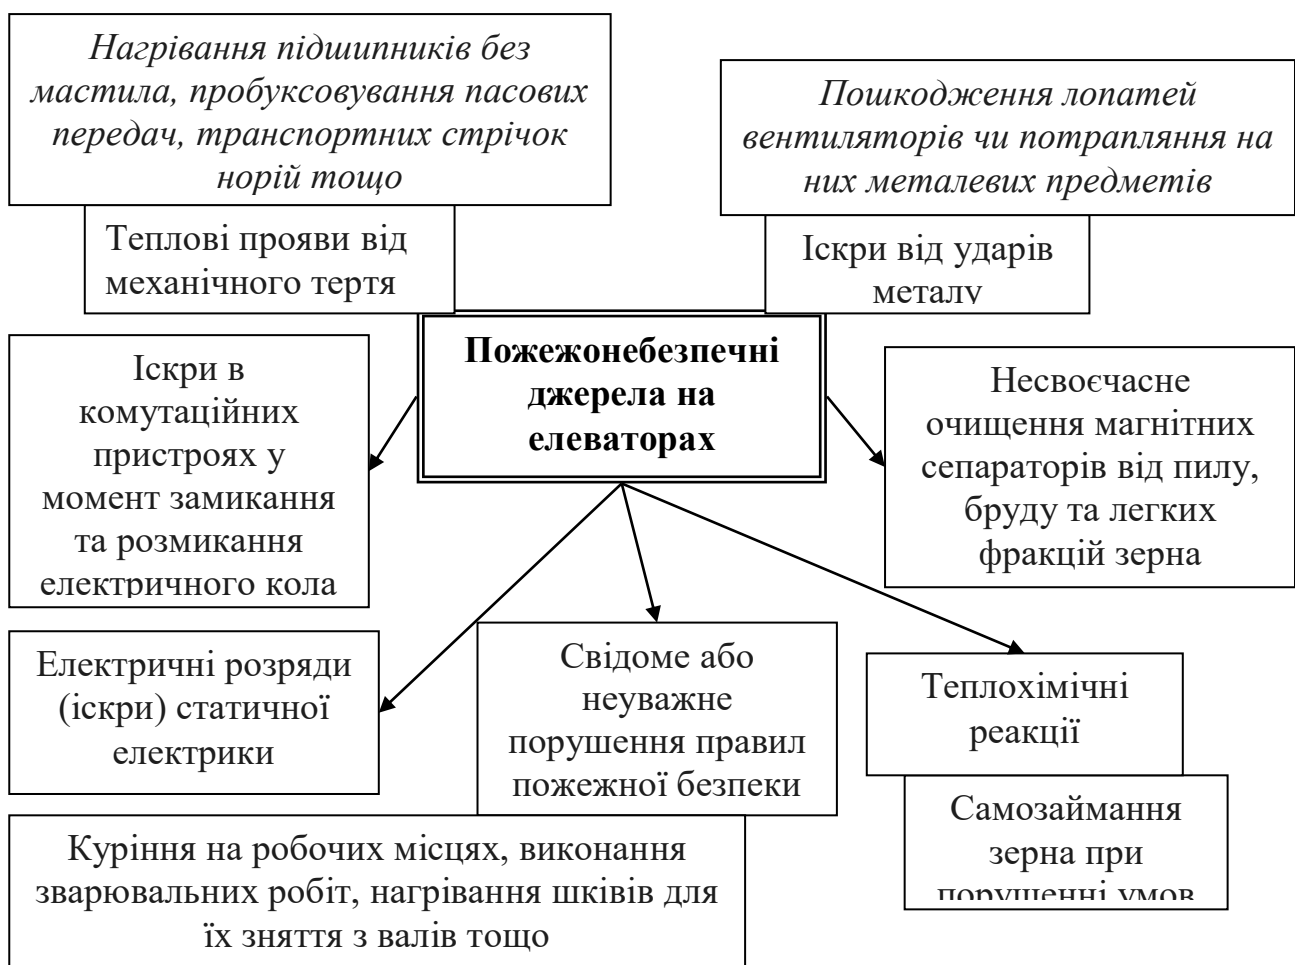 Нагрівання підшипників без
мастила, пробуксовування пасових
передач, транспортних стрічок
норій тощо
Пошкодження лопатей
вентиляторів чи потрапляння на
них металевих предметів
Теплові прояви від
механічного тертя
Іскри від ударів
металу
Пожежонебезпечні
джерела на
елеваторах
Іскри в
комутаційних
пристроях у
момент замикання
та розмикання
електричного кола
Несвоєчасне
очищення магнітних
сепараторів від пилу,
бруду та легких
фракцій зерна
Електричні розряди
(іскри) статичної
електрики
Свідоме або
неуважне
порушення правил
пожежної безпеки
Теплохімічні
реакції
Самозаймання
зерна при
порушенні умов
Куріння на робочих місцях, виконання
зварювальних робіт, нагрівання шківів для
їх зняття з валів тощо